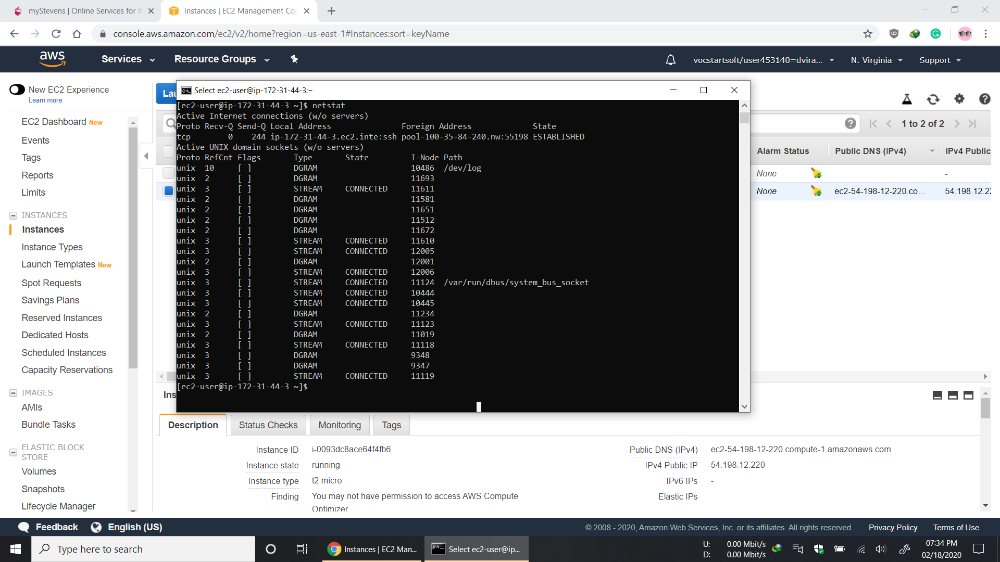 myStevens | Online Services for t
Instances | EC2 Management Con
console.aws.amazon.com/ec2/v2/home?region=us-east-1#Instances:sort=keyName
aws
Services
Resource Groups
vocstartsoft/user453140=dvira...
N. Virginia
Support
New EC2 Experience
Learn more
EC2 Dashboard New
Events
Tags
Reports
Limits
INSTANCES
Instances
Instance Types
Launch Templates New
Spot Requests
Savings Plans
Reserved Instances
Dedicated Hosts
Scheduled Instances
Capacity Reservations
IMAGES
AMIs
Bundle Tasks
ELASTIC BLOCK
STORE
Volumes
Snapshots
Lifecycle Manager
Lau
Select ec2-user@ip-172-31-44-3:~
[ec2-user@ip-172-31-44-3 ~]$ netstat
Active Internet connections (w/o servers)
Proto Recv-Q Send-Q Local Address               Foreign Address             State
tcp        0    244 ip-172-31-44-3.ec2.inte:ssh pool-100-35-84-240.nw:55198 ESTABLISHED
Active UNIX domain sockets (w/o servers)
Proto RefCnt Flags       Type       State         I-Node Path
unix  10     [ ]         DGRAM                    10486  /dev/log
unix  2      [ ]         DGRAM                    11693
unix  3      [ ]         STREAM     CONNECTED     11611
unix  2      [ ]         DGRAM                    11581
unix  2      [ ]         DGRAM                    11651
unix  2      [ ]         DGRAM                    11512
unix  2      [ ]         DGRAM                    11672
unix  3      [ ]         STREAM     CONNECTED     11610
unix  3      [ ]         STREAM     CONNECTED     12005
unix  2      [ ]         DGRAM                    12001
unix  3      [ ]         STREAM     CONNECTED     12006
unix  3      [ ]         STREAM     CONNECTED     11124  /var/run/dbus/system_bus_socket
unix  3      [ ]         STREAM     CONNECTED     10444
unix  3      [ ]         STREAM     CONNECTED     10445
unix  2      [ ]         DGRAM                    11234
unix  3      [ ]         STREAM     CONNECTED     11123
unix  2      [ ]         DGRAM                    11019
unix  3      [ ]         STREAM     CONNECTED     11118
unix  3      [ ]         DGRAM                    9348
unix  3      [ ]         DGRAM                    9347
unix  3      [ ]         STREAM     CONNECTED     11119
[ec2-user@ip-172-31-44-3 ~]$
1 to 2 of 2
Alarm Status
Public DNS (IPv4)
IPv4 Public
None
-
None
ec2-54-198-12-220.co...
54.198.12.22
Ins
Description
Status Checks
Monitoring
Tags
Instance ID i-0093dc8ace64f4fb6
Instance state running
Instance type t2.micro
Finding You may not have permission to access AWS Compute
Optimizer
Public DNS (IPv4) ec2-54-198-12-220.compute-1.amazonaws.com
IPv4 Public IP 54.198.12.220
IPv6 IPs -
Elastic IPs
Feedback
English (US)
© 2008 - 2020, Amazon Web Services, Inc. or its affiliates. All rights reserved.
Privacy Policy
Terms of Use
Type here to search
Instances | EC2 Man...
Select ec2-user@ip...
U: 0.00 Mbit/s
D: 0.00 Mbit/s
07:34 PM
02/18/2020